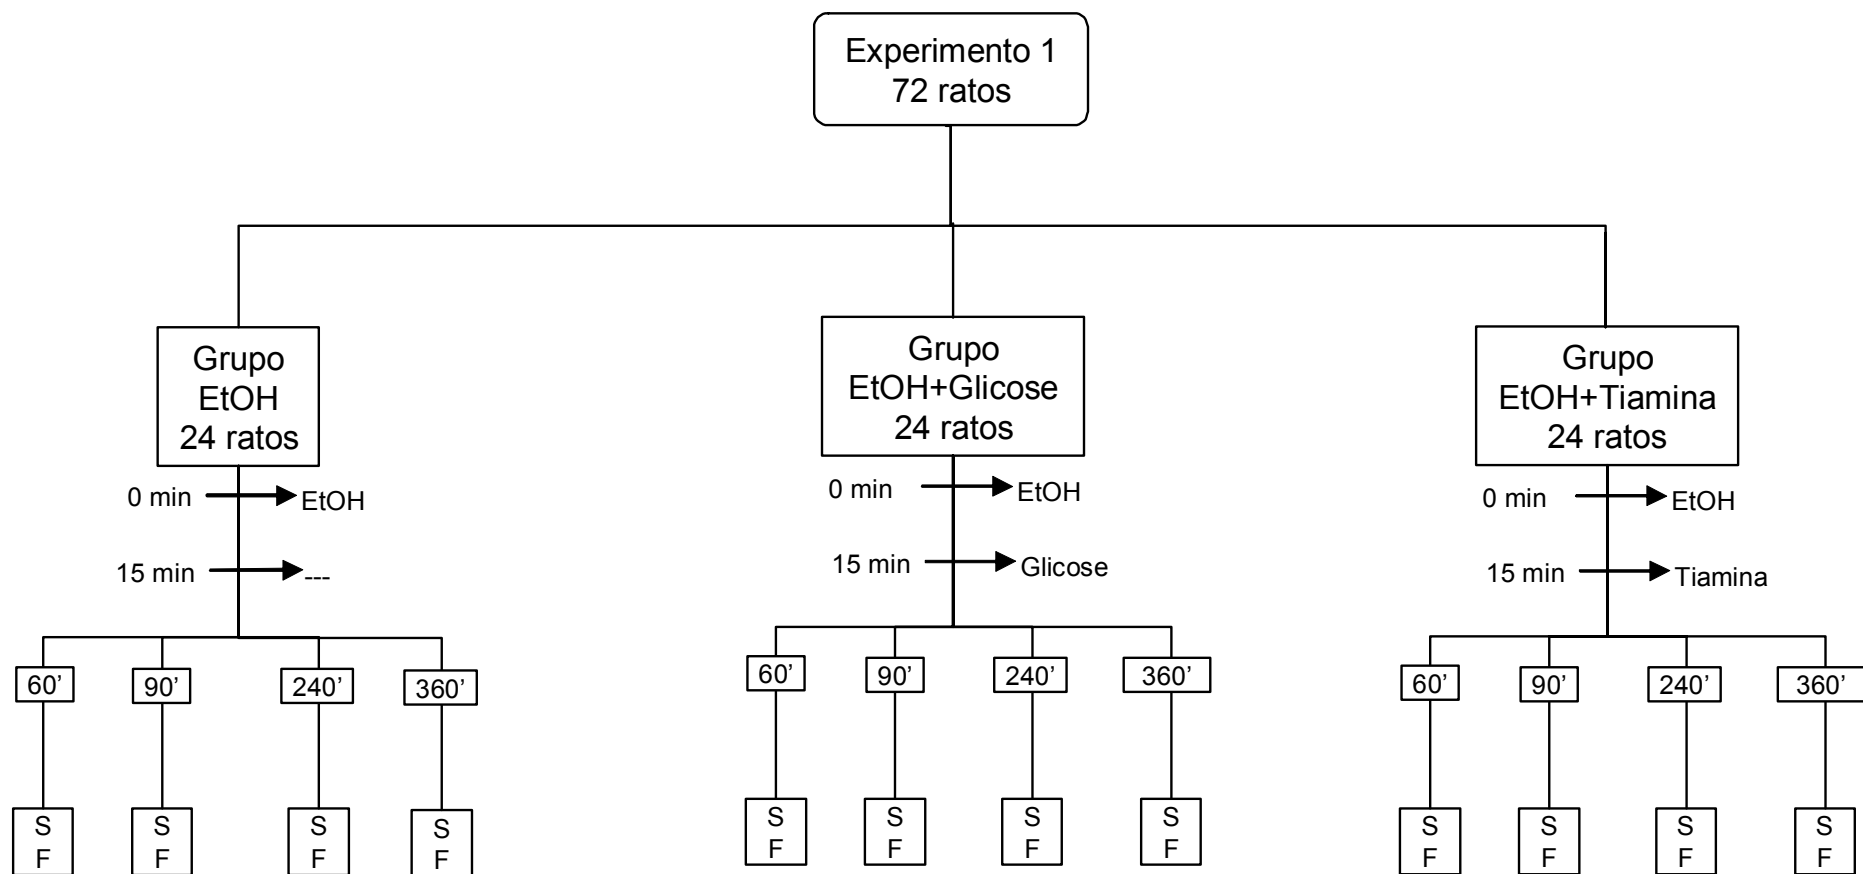 Experimento 1
72 ratos
Grupo
EtOH
24 ratos
0 min
EtOH
15 min
---
60’
90’
240’
360’
S
F
S
F
S
F
S
F
Grupo
EtOH+Glicose
24 ratos
0 min
EtOH
15 min
Glicose
60’
90’
240’
360’
S
F
S
F
S
F
S
F
Grupo
EtOH+Tiamina
24 ratos
0 min
EtOH
15 min
Tiamina
60’
90’
240’
360’
S
F
S
F
S
F
S
F